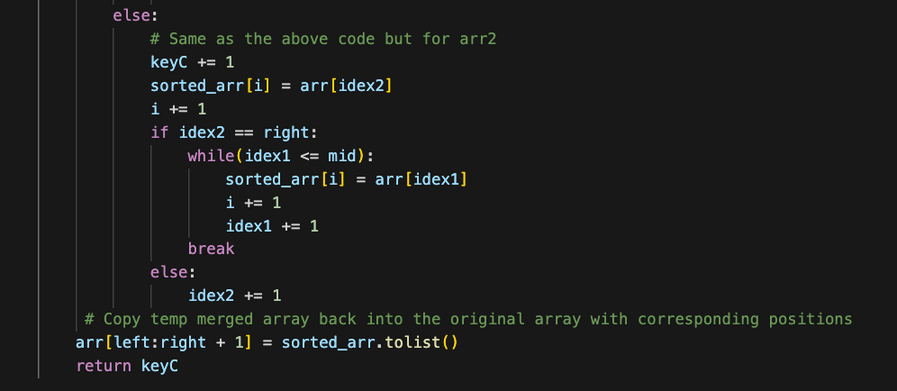 else:
# Same as the above code but for arr2
keyC += 1
sorted_arr[i] = arr[idex2]
i += 1
if idex2 == right:
while(idex1 <= mid):
sorted_arr[i] = arr[idex1]
i += 1
idex1 += 1
break
else:
idex2 += 1
# Copy temp merged array back into the original array with corresponding positions
arr[left:right + 1] = sorted_arr.tolist()
return keyC